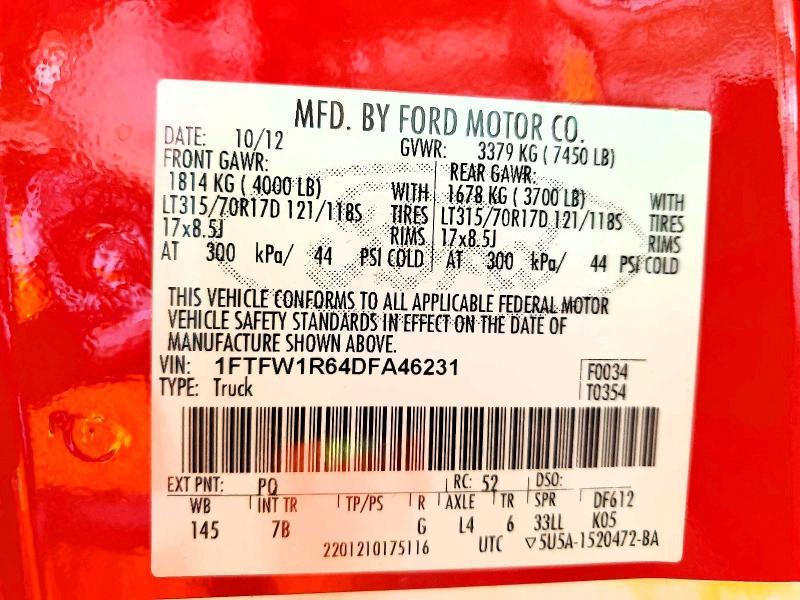 MFD. BY FORD MOTOR CO.
DATE: 10/12 GVWR: 3379 KG ( 7450 LB)
FRONT GAWR: REAR GAWR:
1814 KG ( 4000 LB) WITH 1678 KG ( 3700 LB) WITH
LT315/70R17D 121/118S TIRES LT315/70R17D 121/118S TIRES
17x8.5J RIMS 17x8.5J RIMS
AT 300 kPa/ 44 PSI COLD AT 300 kPa/ 44 PSI COLD
THIS VEHICLE CONFORMS TO ALL APPLICABLE FEDERAL MOTOR
VEHICLE SAFETY STANDARDS IN EFFECT ON THE DATE OF
MANUFACTURE SHOWN ABOVE.
VIN: 1FTFW1R64DFA46231 F0034
TYPE: Truck T0354
EXT PNT: PQ RC: 52 DSO:
WB INT TR TP/PS R AXLE TR SPR DF612
145 7B G L4 6 33LL K05
2201210175116 UTC ▽5U5A-1520472-BA